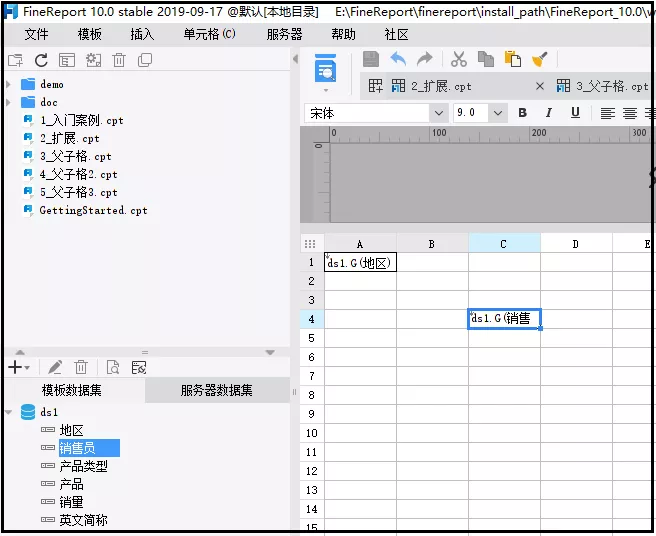 FineReport 10.0 stable 2019-09-17 @默认[本地目录] E:\FineReport\finereport\install_path\FineReport_10.0\w
文件 模板 插入 单元格(C) 服务器 帮助 社区
2_扩展.cpt 3_父子格.cpt
宋体 9.0 B I U
0 100 200 300
0
demo
doc
1_入门案例.cpt
2_扩展.cpt
3_父子格.cpt
4_父子格2.cpt
5_父子格3.cpt
GettingStarted.cpt
A B C D E
1 ds1.G(地区)
2
3
4 ds1.G(销售
5
6
7
8
9
10
11
12
13
14
15
模板数据集 服务器数据集
ds1
地区
销售员
产品类型
产品
销量
英文简称